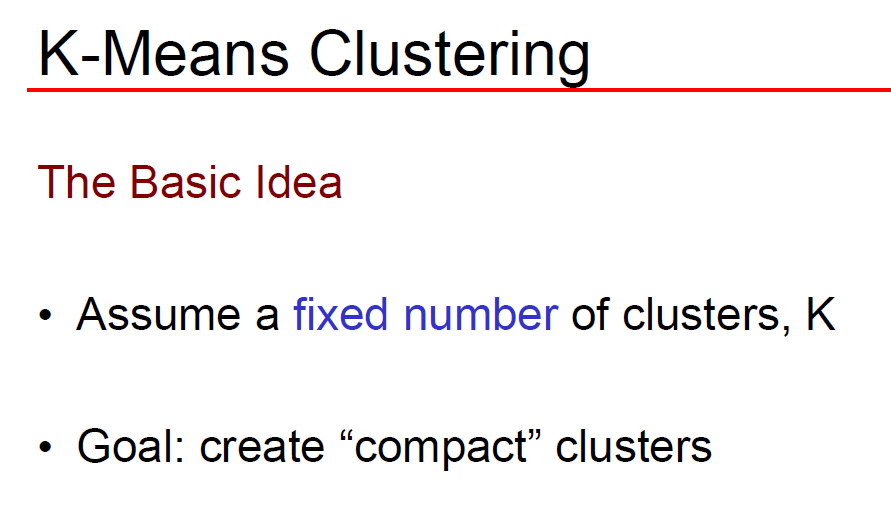 K-Means Clustering
The Basic Idea
• Assume a fixed number of clusters, K
• Goal: create “compact” clusters